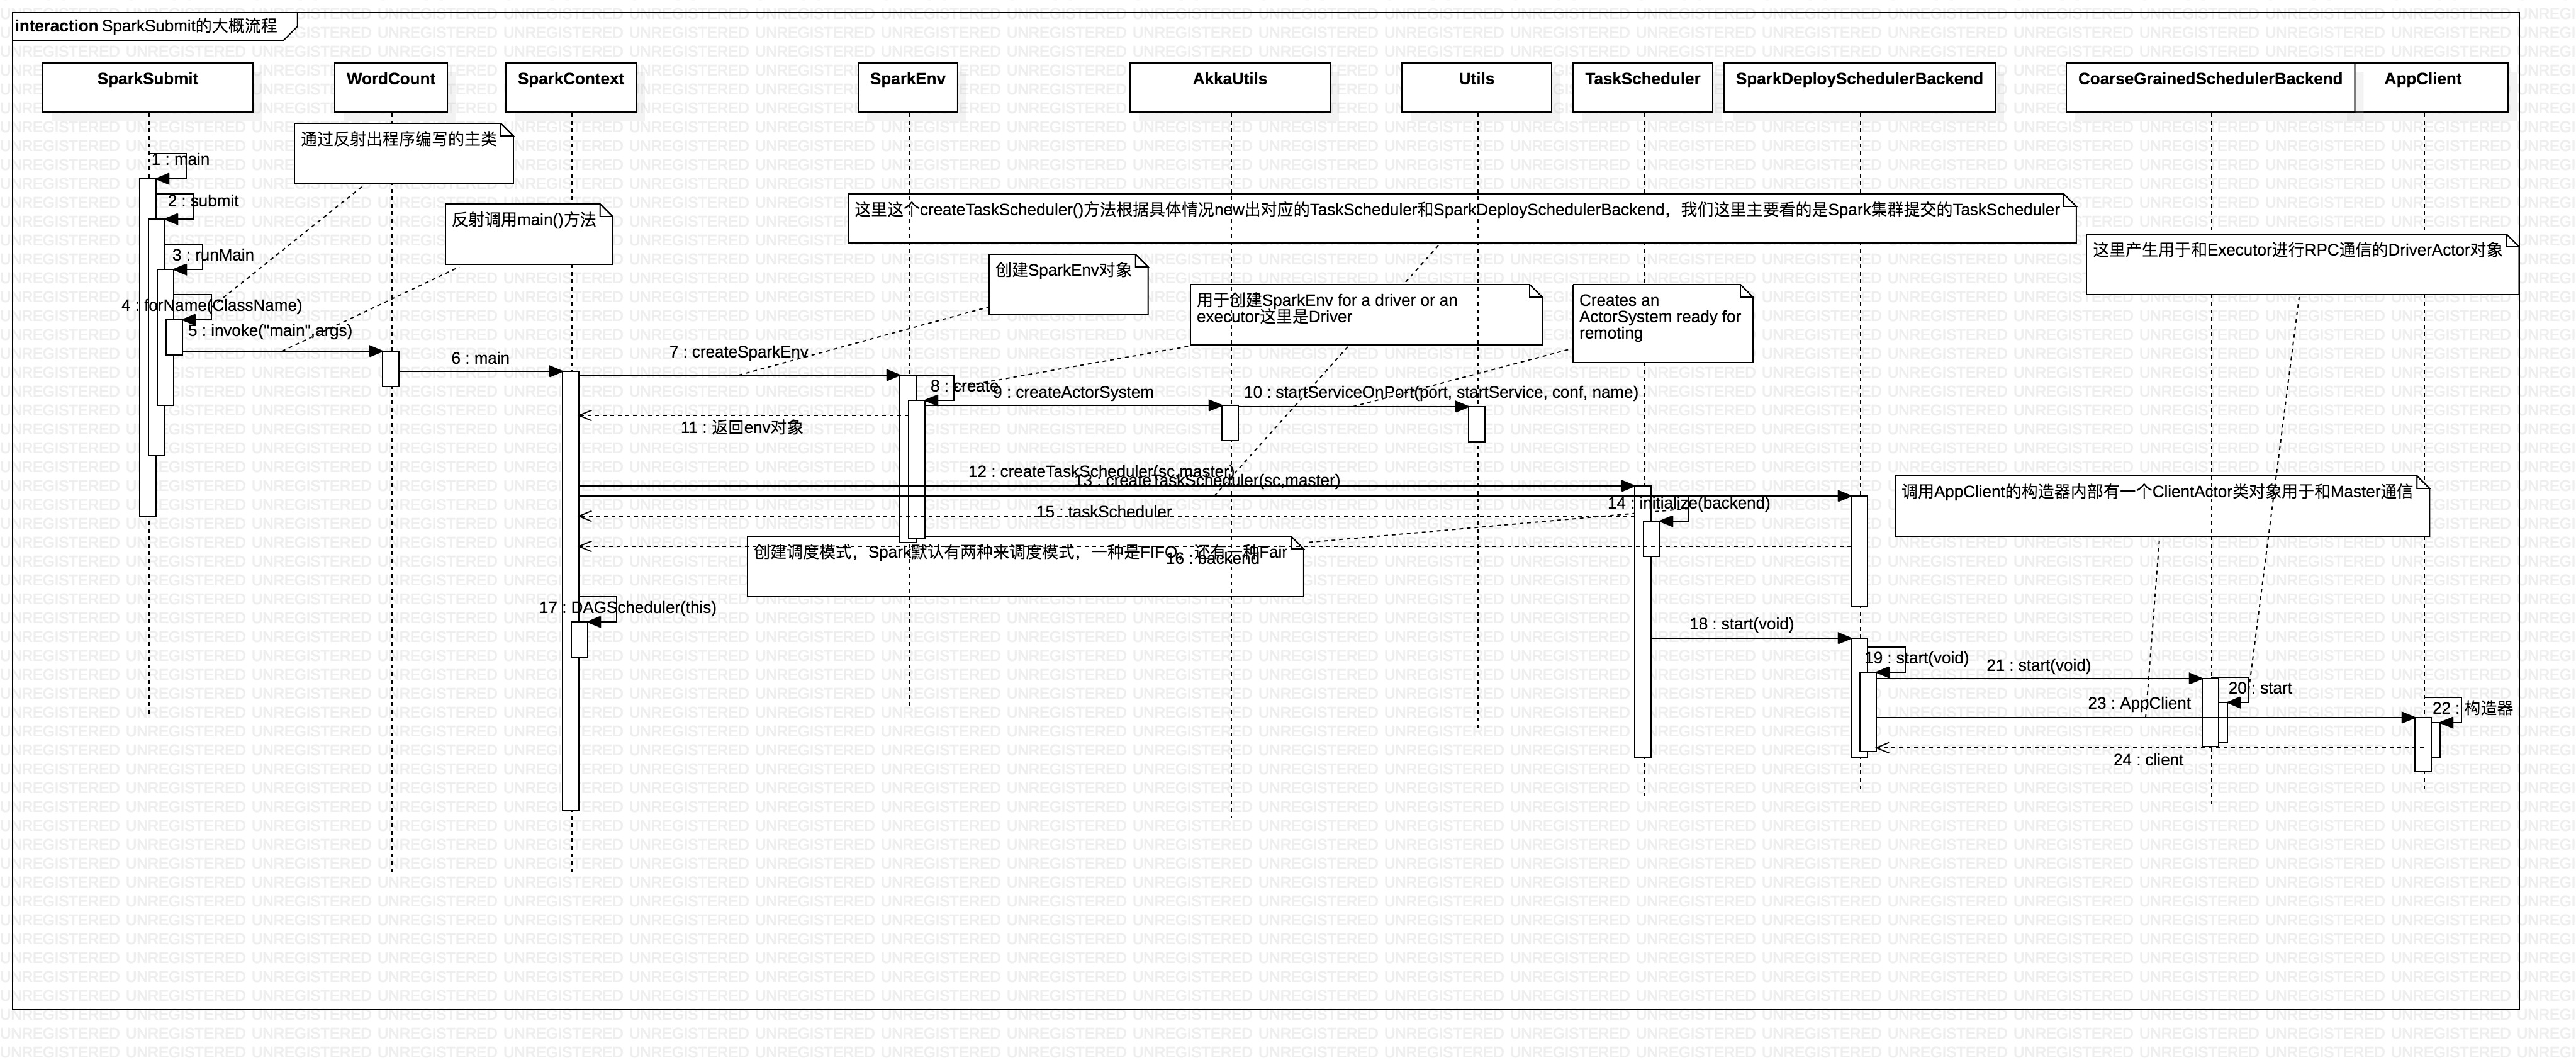 interaction SparkSubmit的大概流程
SparkSubmit
WordCount
SparkContext
SparkEnv
AkkaUtils
Utils
TaskScheduler
SparkDeploySchedulerBackend
CoarseGrainedSchedulerBackend
AppClient
通过反射出程序编写的主类
1 : main
2 : submit
反射调用main()方法
这里这个createTaskScheduler()方法根据具体情况new出对应的TaskScheduler和SparkDeploySchedulerBackend，我们这里主要看的是Spark集群提交的TaskScheduler
3 : runMain
创建SparkEnv对象
这里产生用于和Executor进行RPC通信的DriverActor对象
4 : forName(ClassName)
用于创建SparkEnv for a driver or an
executor这里是Driver
Creates an
ActorSystem ready for
remoting
5 : invoke("main",args)
6 : main
7 : createSparkEnv
8 : create
9 : createActorSystem
10 : startServiceOnPort(port, startService, conf, name)
11 : 返回env对象
12 : createTaskScheduler(sc,master)
13 : createTaskScheduler(sc,master)
调用AppClient的构造器内部有一个ClientActor类对象用于和Master通信
14 : initialize(backend)
15 : taskScheduler
创建调度模式，Spark默认有两种来调度模式，一种是FIFO，还有一种Fair
16 : backend
17 : DAGScheduler(this)
18 : start(void)
19 : start(void)
21 : start(void)
20 : start
23 : AppClient
22 : 构造器
24 : client